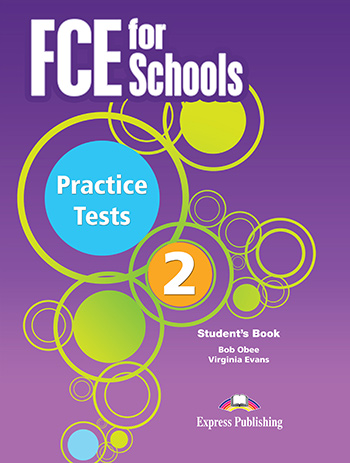 FCE for
Schools
Practice
Tests
2
Student's Book
Bob Obee
Virginia Evans
Express Publishing